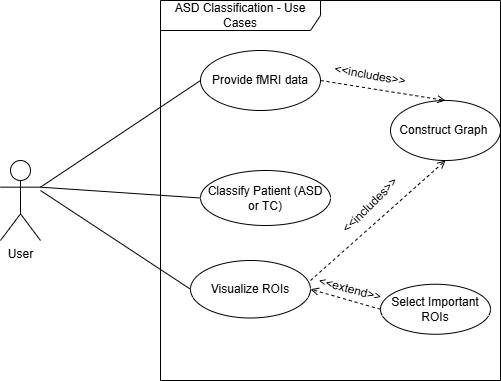 ASD Classification - Use
Cases
Provide fMRI data
<<includes>>
Construct Graph
Classify Patient (ASD
or TC)
<<includes>>
User
Visualize ROIs
<<extend>>
Select Important
ROIs